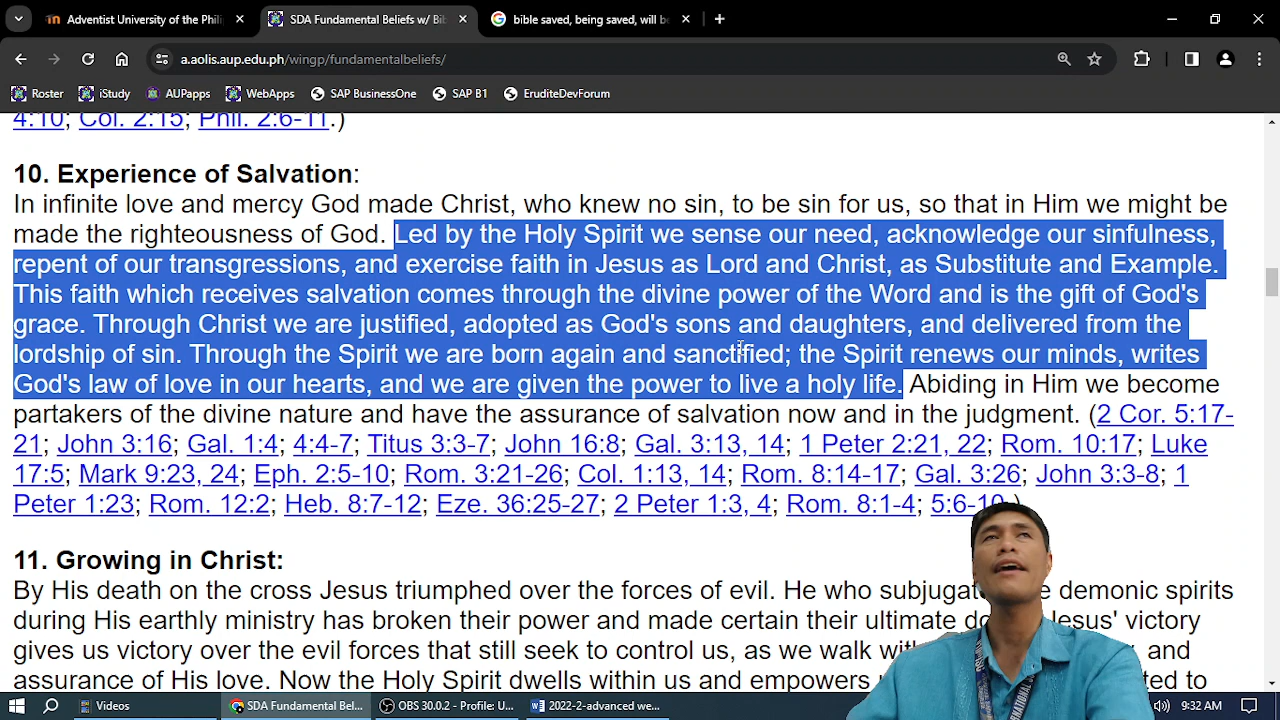 Adventist University of the Phili
SDA Fundamental Beliefs w/ Bib
bible saved, being saved, will be
a.aolis.aup.edu.ph/wingp/fundamentalbeliefs/
Roster iStudy AUPapps WebApps SAP BusinessOne SAP B1 EruditeDevForum
4:10; Col. 2:15; Phil. 2:6-11.)
10. Experience of Salvation:
In infinite love and mercy God made Christ, who knew no sin, to be sin for us, so that in Him we might be
made the righteousness of God. Led by the Holy Spirit we sense our need, acknowledge our sinfulness,
repent of our transgressions, and exercise faith in Jesus as Lord and Christ, as Substitute and Example.
This faith which receives salvation comes through the divine power of the Word and is the gift of God's
grace. Through Christ we are justified, adopted as God's sons and daughters, and delivered from the
lordship of sin. Through the Spirit we are born again and sanctified; the Spirit renews our minds, writes
God's law of love in our hearts, and we are given the power to live a holy life. Abiding in Him we become
partakers of the divine nature and have the assurance of salvation now and in the judgment. (2 Cor. 5:17-
21; John 3:16; Gal. 1:4; 4:4-7; Titus 3:3-7; John 16:8; Gal. 3:13, 14; 1 Peter 2:21, 22; Rom. 10:17; Luke
17:5; Mark 9:23, 24; Eph. 2:5-10; Rom. 3:21-26; Col. 1:13, 14; Rom. 8:14-17; Gal. 3:26; John 3:3-8; 1
Peter 1:23; Rom. 12:2; Heb. 8:7-12; Eze. 36:25-27; 2 Peter 1:3, 4; Rom. 8:1-4; 5:6-10.)
11. Growing in Christ:
By His death on the cross Jesus triumphed over the forces of evil. He who subjugat e demonic spirits
during His earthly ministry has broken their power and made certain their ultimate do Jesus' victory
gives us victory over the evil forces that still seek to control us, as we walk with and
assurance of His love. Now the Holy Spirit dwells within us and empowers ted to
Videos SDA Fundamental Bel... OBS 30.0.2 - Profile: U... 2022-2-advanced we... 9:32 AM